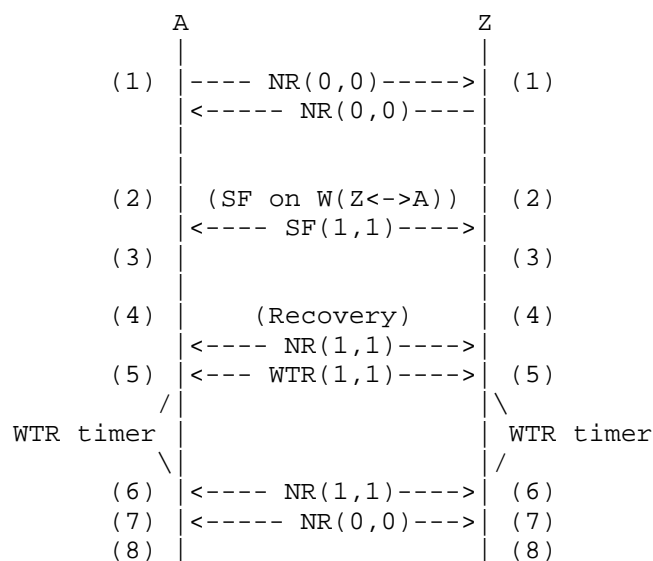 A Z
(1) |---- NR(0,0)----->| (1)
|<----- NR(0,0)----|
(2) | (SF on W(Z<->A)) | (2)
|<---- SF(1,1)---->|
(3) | | (3)
(4) | (Recovery) | (4)
|<---- NR(1,1)---->|
(5) |<--- WTR(1,1)---->| (5)
/| |\
WTR timer | | WTR timer
\| |/
(6) |<---- NR(1,1)---->| (6)
(7) |<----- NR(0,0)--->| (7)
(8) | | (8)